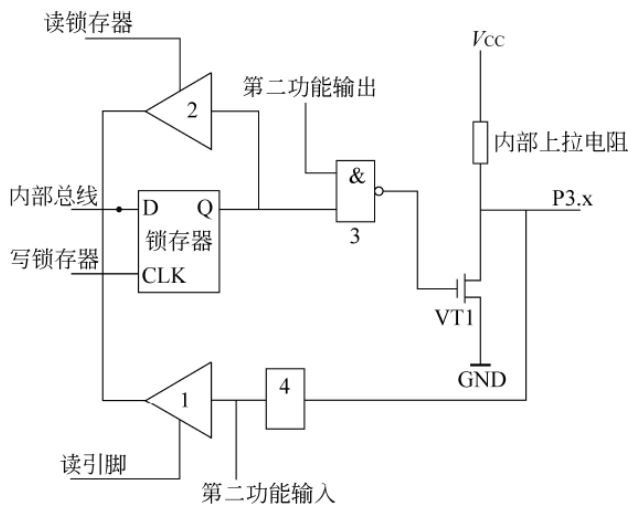 读锁存器
2
第二功能输出
VCC
内部上拉电阻
内部总线
D
Q
锁存器
&
3
P3.x
写锁存器
CLK
VT1
GND
1
4
读引脚
第二功能输入